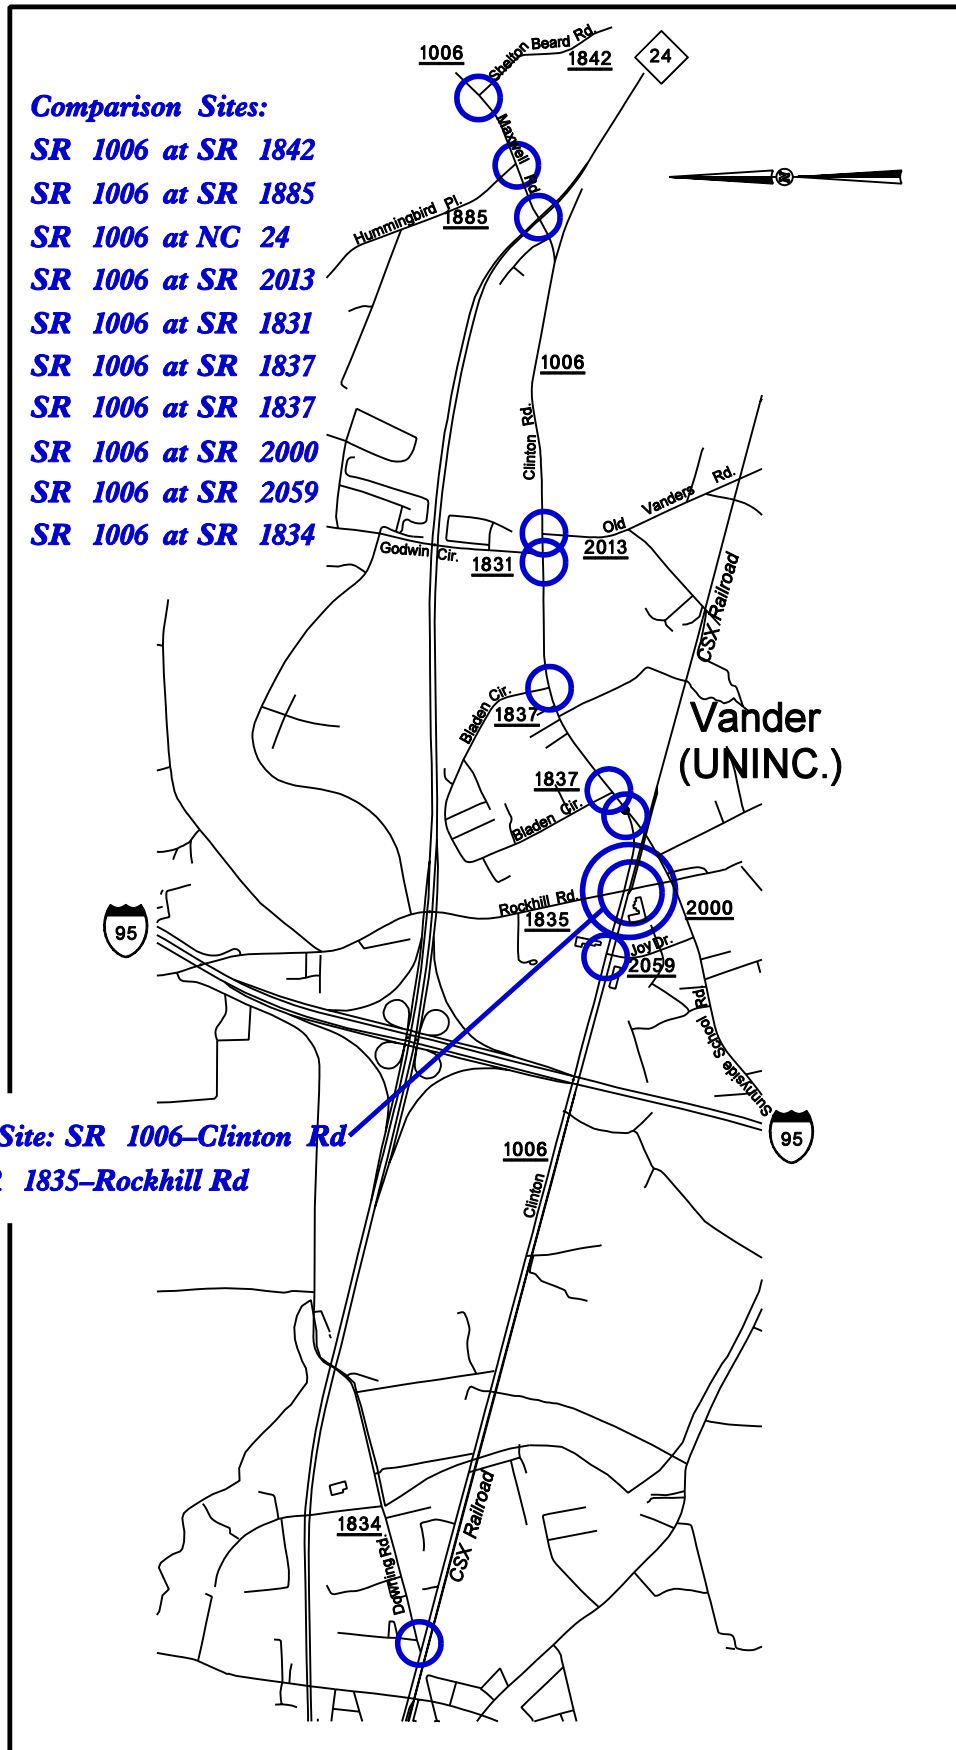 1006
Shelton Beard Rd.
1842
24
Comparison Sites:
SR 1006 at SR 1842
SR 1006 at SR 1885
SR 1006 at NC 24
SR 1006 at SR 2013
SR 1006 at SR 1831
SR 1006 at SR 1837
SR 1006 at SR 1837
SR 1006 at SR 2000
SR 1006 at SR 2059
SR 1006 at SR 1834
Maxwell Rd
N
Hummingbird Pl.
1885
1006
Clinton Rd.
Old Vanders Rd.
2013
Godwin Cir.
1831
CSX Railroad
Bladen Cir.
1837
Vander
(UNINC.)
1837
Bladen Cir.
Rockhill Rd.
1835
2000
95
Joy Dr.
2059
Sunnyside School Rd
Site: SR 1006–Clinton Rd
1835–Rockhill Rd
95
1006
Clinton
CSX Railroad
1834
Downing Rd.